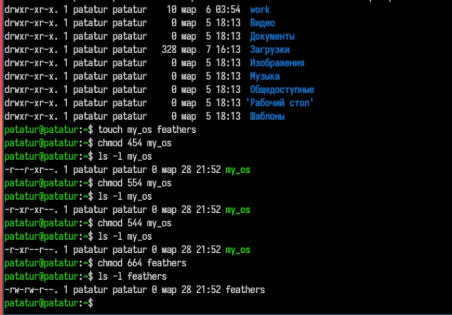 drwxr-xr-x. 1 patatur patatur 10 мар 6 03:54 work
drwxr-xr-x. 1 patatur patatur 0 мар 5 18:13 Видео
drwxr-xr-x. 1 patatur patatur 0 мар 5 18:13 Документы
drwxr-xr-x. 1 patatur patatur 328 мар 7 16:13 Загрузки
drwxr-xr-x. 1 patatur patatur 0 мар 5 18:13 Изображения
drwxr-xr-x. 1 patatur patatur 0 мар 5 18:13 Музыка
drwxr-xr-x. 1 patatur patatur 0 мар 5 18:13 Общедоступные
drwxr-xr-x. 1 patatur patatur 0 мар 5 18:13 'Рабочий стол'
drwxr-xr-x. 1 patatur patatur 0 мар 5 18:13 Шаблоны
patatur@patatur:~$ touch my_os feathers
patatur@patatur:~$ chmod 454 my_os
patatur@patatur:~$ ls -l my_os
-r--r-xr--. 1 patatur patatur 0 мар 28 21:52 my_os
patatur@patatur:~$ chmod 554 my_os
patatur@patatur:~$ ls -l my_os
-r-xr-xr--. 1 patatur patatur 0 мар 28 21:52 my_os
patatur@patatur:~$ chmod 544 my_os
patatur@patatur:~$ ls -l my_os
-r-xr--r--. 1 patatur patatur 0 мар 28 21:52 my_os
patatur@patatur:~$ chmod 664 feathers
patatur@patatur:~$ ls -l feathers
-rw-rw-r--. 1 patatur patatur 0 мар 28 21:52 feathers
patatur@patatur:~$